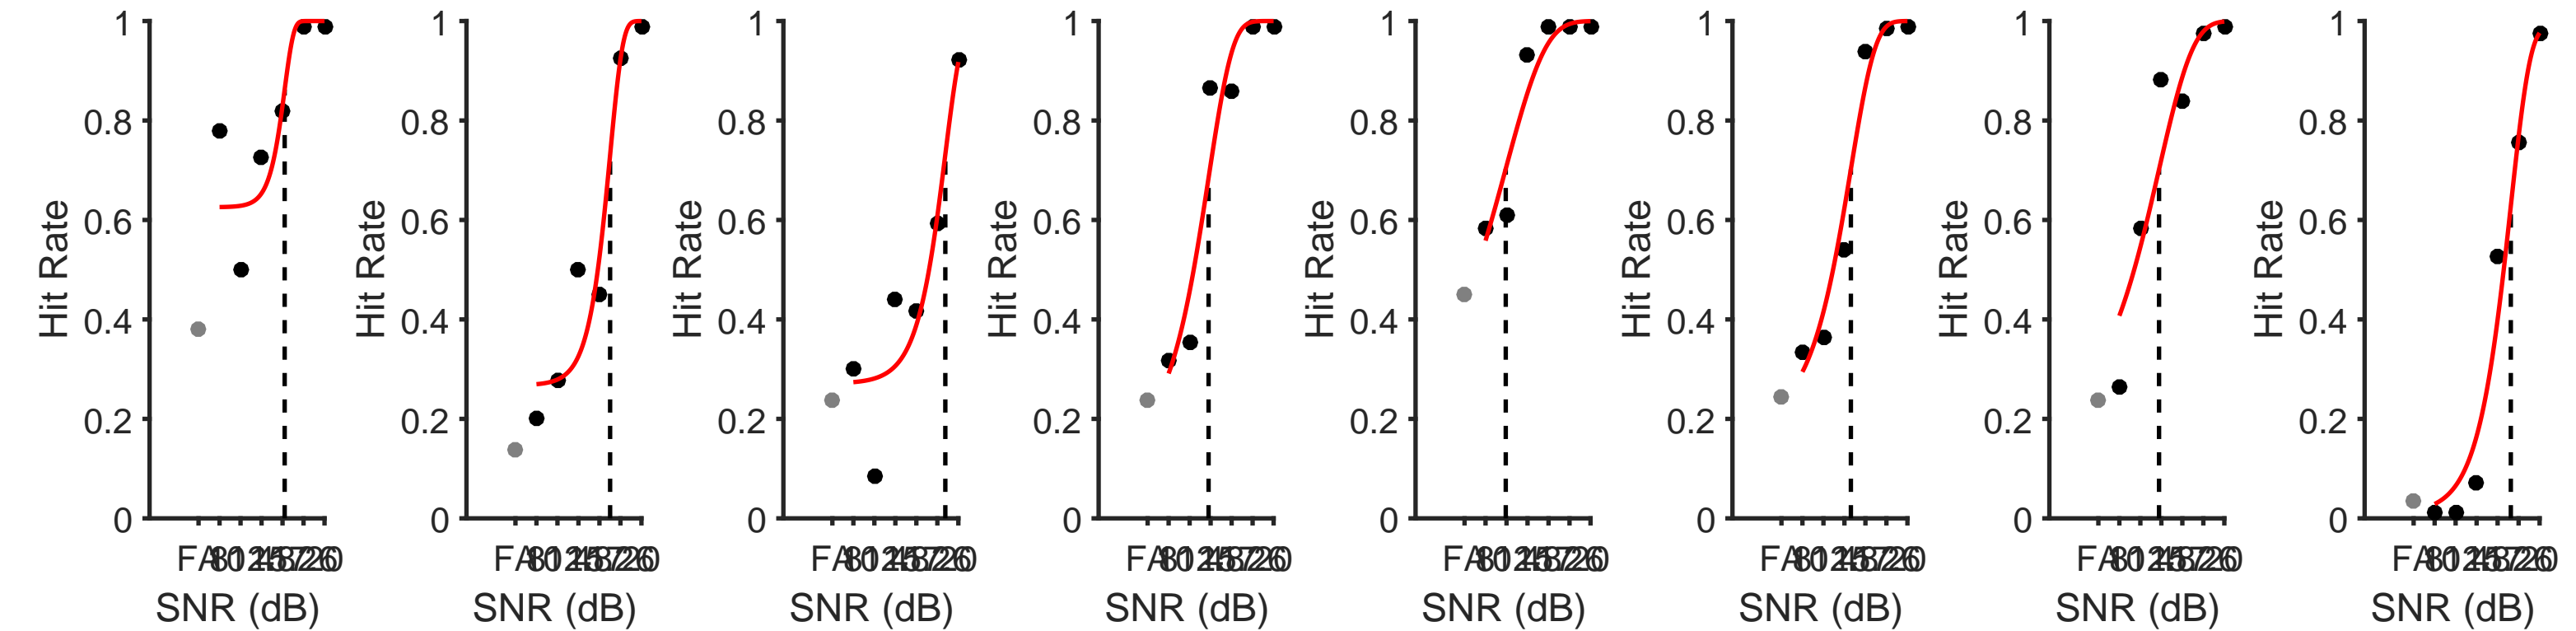 1 1 1 1 1 1 1 1
0.8 0.8 0.8 0.8 0.8 0.8 0.8 0.8
0.6 0.6 0.6 0.6 0.6 0.6 0.6 0.6
0.4 0.4 0.4 0.4 0.4 0.4 0.4 0.4
0.2 0.2 0.2 0.2 0.2 0.2 0.2 0.2
0 0 0 0 0 0 0 0
Hit Rate Hit Rate Hit Rate Hit Rate Hit Rate Hit Rate Hit Rate Hit Rate
FA FA FA FA FA FA FA FA
SNR (dB) SNR (dB) SNR (dB) SNR (dB) SNR (dB) SNR (dB) SNR (dB) SNR (dB)